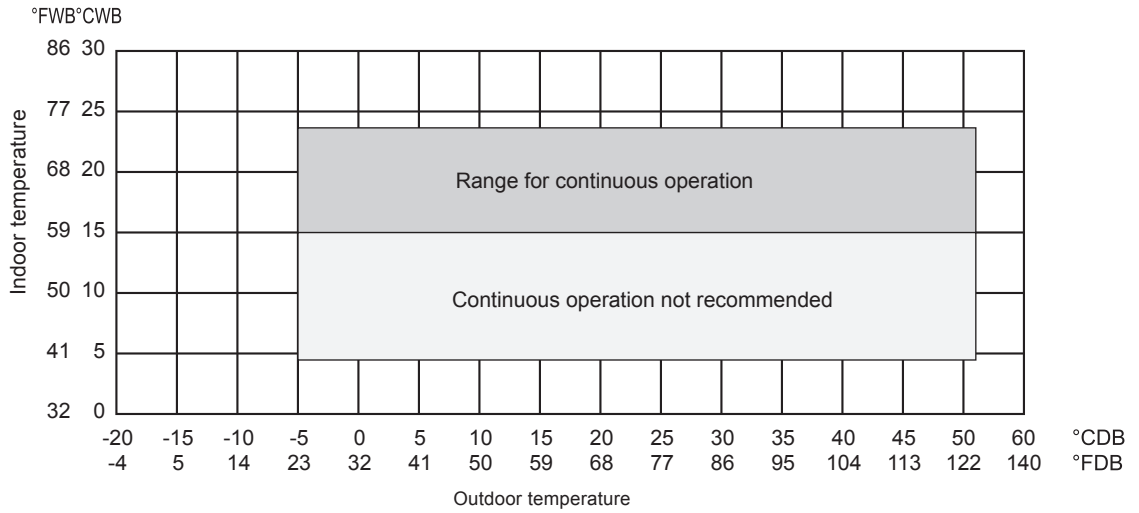 °FWB°CWB
86 30
77 25
68 20
59 15
50 10
41 5
32 0
Indoor temperature
Range for continuous operation
Continuous operation not recommended
-20 -15 -10 -5 0 5 10 15 20 25 30 35 40 45 50 60 °CDB
-4 5 14 23 32 41 50 59 68 77 86 95 104 113 122 140 °FDB
Outdoor temperature